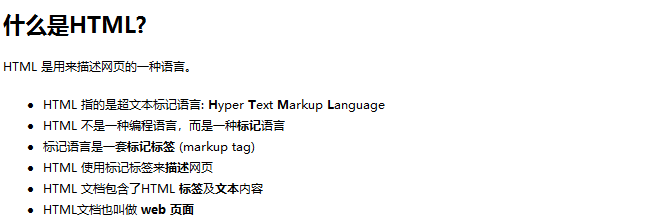 什么是HTML?
HTML 是用来描述网页的一种语言。
HTML 指的是超文本标记语言: Hyper Text Markup Language
HTML 不是一种编程语言，而是一种标记语言
标记语言是一套标记标签 (markup tag)
HTML 使用标记标签来描述网页
HTML 文档包含了HTML 标签及文本内容
HTML文档也叫做 web 页面